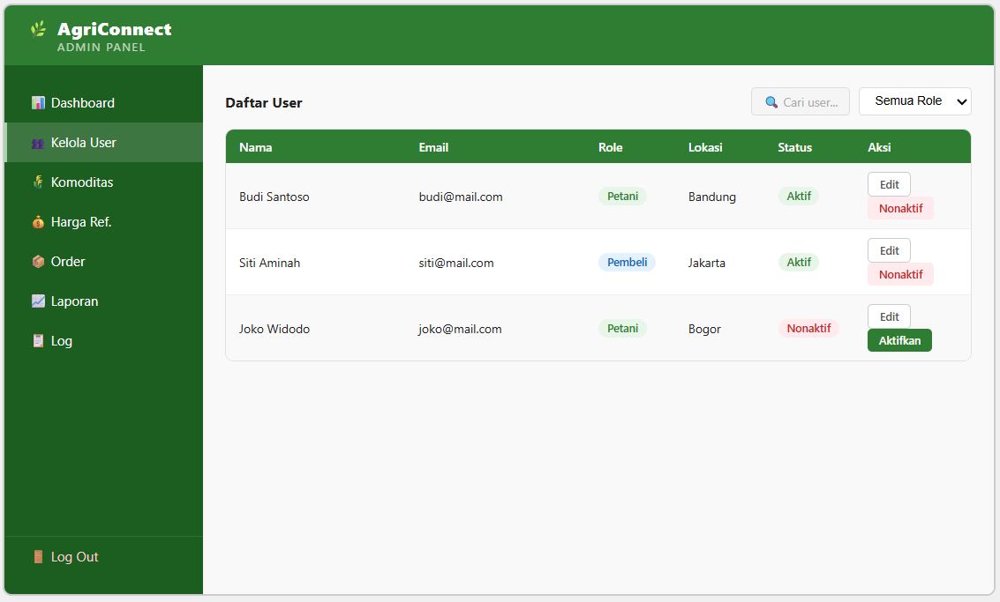 AgriConnect
ADMIN PANEL
Dashboard
Kelola User
Komoditas
Harga Ref.
Order
Laporan
Log
Log Out
Daftar User
Cari user...
Semua Role
Nama Email Role Lokasi Status Aksi
Budi Santoso budi@mail.com Petani Bandung Aktif Edit
Nonaktif
Siti Aminah siti@mail.com Pembeli Jakarta Aktif Edit
Nonaktif
Joko Widodo joko@mail.com Petani Bogor Nonaktif Edit
Aktifkan